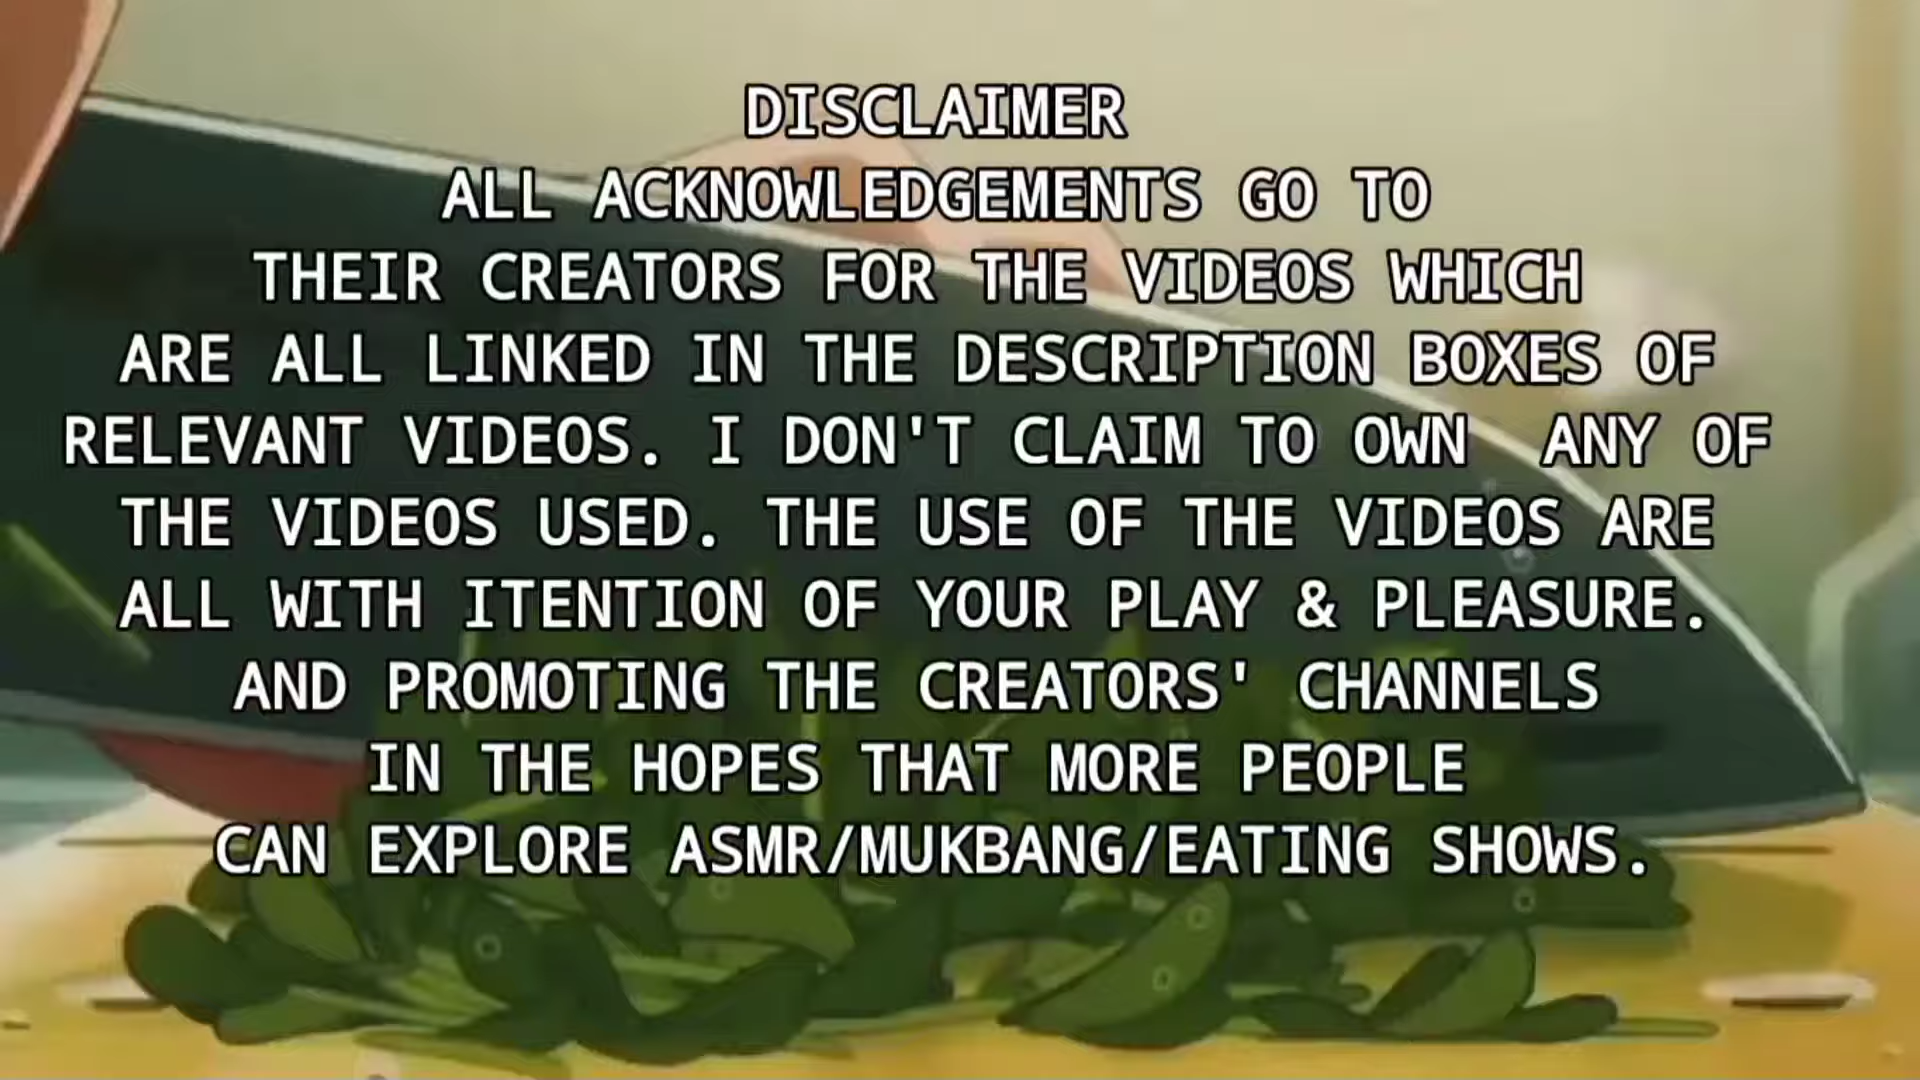 DISCLAIMER
ALL ACKNOWLEDGEMENTS GO TO
THEIR CREATORS FOR THE VIDEOS WHICH
ARE ALL LINKED IN THE DESCRIPTION BOXES OF
RELEVANT VIDEOS. I DON'T CLAIM TO OWN  ANY OF
THE VIDEOS USED. THE USE OF THE VIDEOS ARE
ALL WITH ITENTION OF YOUR PLAY & PLEASURE.
AND PROMOTING THE CREATORS' CHANNELS
IN THE HOPES THAT MORE PEOPLE
CAN EXPLORE ASMR/MUKBANG/EATING SHOWS.